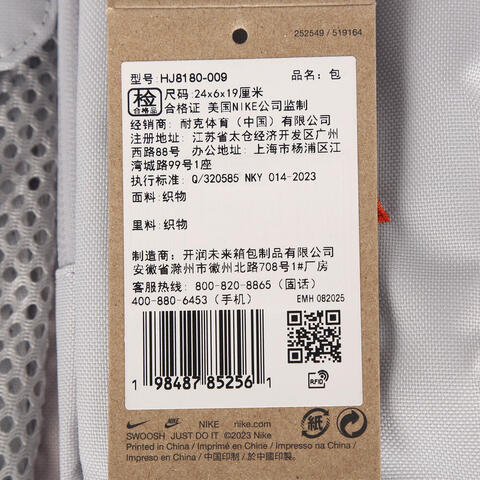 252549 / 519164
型号: HJ8180-009 品名: 包
检 合格品 尺码: 24x6x19厘米
合格证 美国NIKE公司监制
经销商: 耐克体育（中国）有限公司
注册地址: 江苏省太仓经济开发区广州
西路88号 办公地址: 上海市杨浦区江
湾城路99号1座
执行标准: Q/320585 NKY 014-2023
面料: 织物
里料: 织物
制造商: 开润未来箱包制品有限公司
安徽省滁州市徽州北路708号1#厂房
客服热线: 800-820-8865 （固话）
400-880-6453 （手机） EMH 082025
1 98487 85256 1
RFID
NIKE NIKE nike.com 紙
SWOOSH JUST DO IT ©2023 Nike
Printed in China / Imprimé en Chine / Impresso na China /
Impreso en China / 中国印制 / 於中國印製。